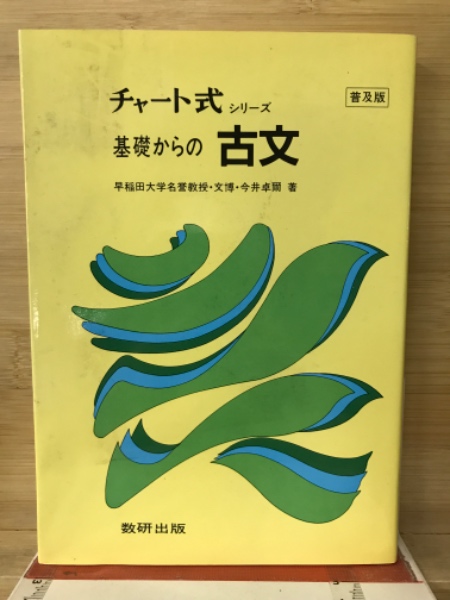 チャート式 シリーズ
普及版
基礎からの 古文
早稲田大学名誉教授・文博・今井卓爾 著
数研出版